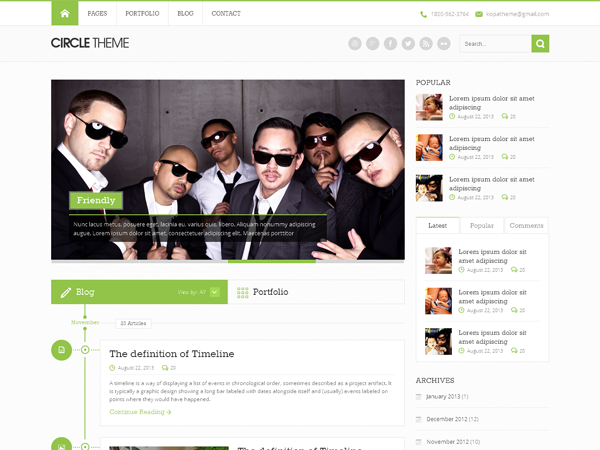 PAGES
PORTFOLIO
BLOG
CONTACT
1800-562-3764
kopatheme@gmail.com
CIRCLE THEME
Search...
Friendly
Nunc lacus metus, posuere eget, lacinia eu, varius quis, libero. Aliquam nonummy adipiscing
augue. Lorem ipsum dolor sit amet, consectetuer adipiscing elit. Maecenas porttitor
Blog
View by: All
Portfolio
November
23 Articles
The definition of Timeline
August 22, 2013
20
A timeline is a way of displaying a list of events in chronological order, sometimes described as a project artifact. It
is typically a graphic design showing a long bar labeled with dates alongside itself and (usually) events labeled on
points where they would have happened.
Continue Reading
The definition of Timeline
POPULAR
Lorem ipsum dolor sit amet
adipiscing
August 22, 2013
20
Lorem ipsum dolor sit amet
adipiscing
August 22, 2013
20
Lorem ipsum dolor sit amet
adipiscing
August 22, 2013
20
Latest
Popular
Comments
Lorem ipsum dolor sit
amet adipiscing
August 22, 2013
20
Lorem ipsum dolor sit
amet adipiscing
August 22, 2013
20
Lorem ipsum dolor sit
amet adipiscing
August 22, 2013
20
ARCHIVES
January 2013 (1)
December 2012 (12)
November 2012 (10)